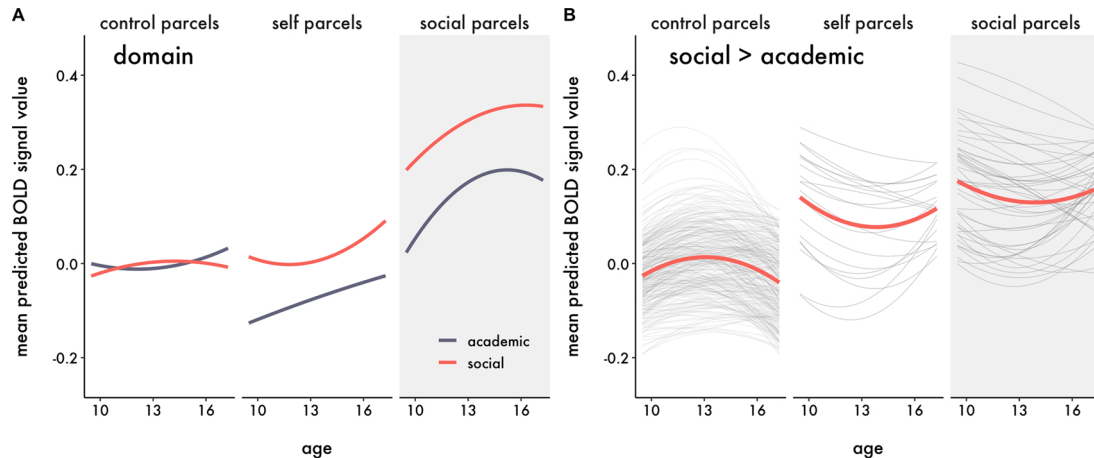 A
control parcels
self parcels
social parcels
domain
mean predicted BOLD signal value
0.4
0.2
0.0
-0.2
academic
social
10
13
16
10
13
16
10
13
16
age
B
control parcels
self parcels
social parcels
social > academic
mean predicted BOLD signal value
0.4
0.2
0.0
-0.2
10
13
16
10
13
16
10
13
16
age